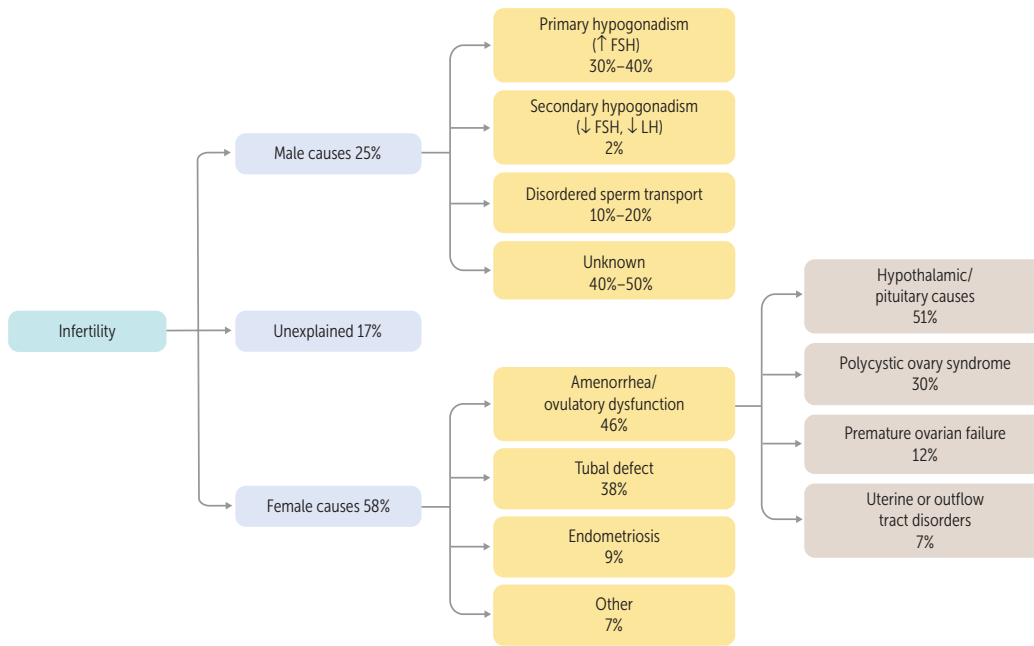 Infertility
Male causes 25%
Unexplained 17%
Female causes 58%
Primary hypogonadism
(↑ FSH)
30%–40%
Secondary hypogonadism
(↓ FSH, ↓ LH)
2%
Disordered sperm transport
10%–20%
Unknown
40%–50%
Amenorrhea/
ovulatory dysfunction
46%
Tubal defect
38%
Endometriosis
9%
Other
7%
Hypothalamic/
pituitary causes
51%
Polycystic ovary syndrome
30%
Premature ovarian failure
12%
Uterine or outflow
tract disorders
7%